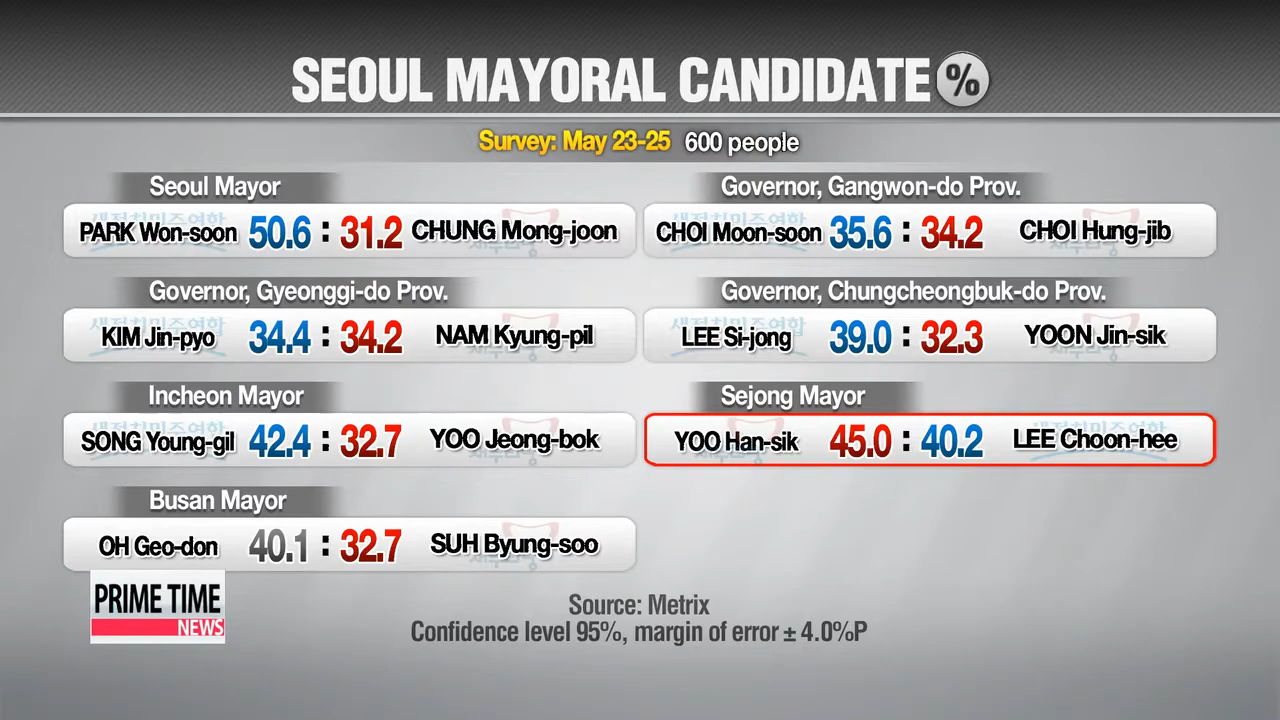 SEOUL MAYORAL CANDIDATE %
Survey: May 23-25 600 people
Seoul Mayor
PARK Won-soon 50.6 : 31.2 CHUNG Mong-joon
Governor, Gyeonggi-do Prov.
KIM Jin-pyo 34.4 : 34.2 NAM Kyung-pil
Incheon Mayor
SONG Young-gil 42.4 : 32.7 YOO Jeong-bok
Busan Mayor
OH Geo-don 40.1 : 32.7 SUH Byung-soo
Governor, Gangwon-do Prov.
CHOI Moon-soon 35.6 : 34.2 CHOI Hung-jib
Governor, Chungcheongbuk-do Prov.
LEE Si-jong 39.0 : 32.3 YOON Jin-sik
Sejong Mayor
YOO Han-sik 45.0 : 40.2 LEE Choon-hee
PRIME TIME
NEWS
Source: Metrix
Confidence level 95%, margin of error ± 4.0%P